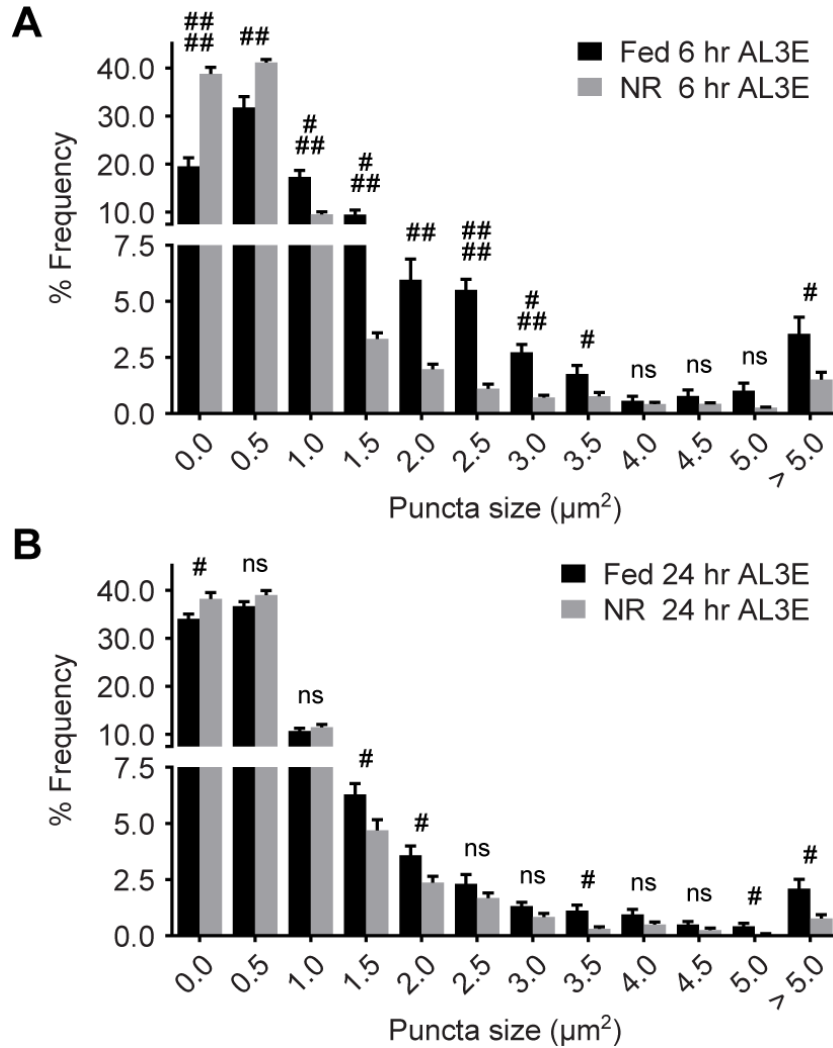 A
##
##
##
#
##
#
##
##
##
##
#
##
#
ns
ns
ns
#
Fed 6 hr AL3E
NR 6 hr AL3E
% Frequency
40.0
30.0
20.0
10.0
7.5
5.0
2.5
0.0
0.0 0.5 1.0 1.5 2.0 2.5 3.0 3.5 4.0 4.5 5.0 > 5.0
Puncta size (µm²)
B
# ns ns # # ns ns # ns ns # #
Fed 24 hr AL3E
NR 24 hr AL3E
% Frequency
40.0
30.0
20.0
10.0
7.5
5.0
2.5
0.0
0.0 0.5 1.0 1.5 2.0 2.5 3.0 3.5 4.0 4.5 5.0 > 5.0
Puncta size (µm²)